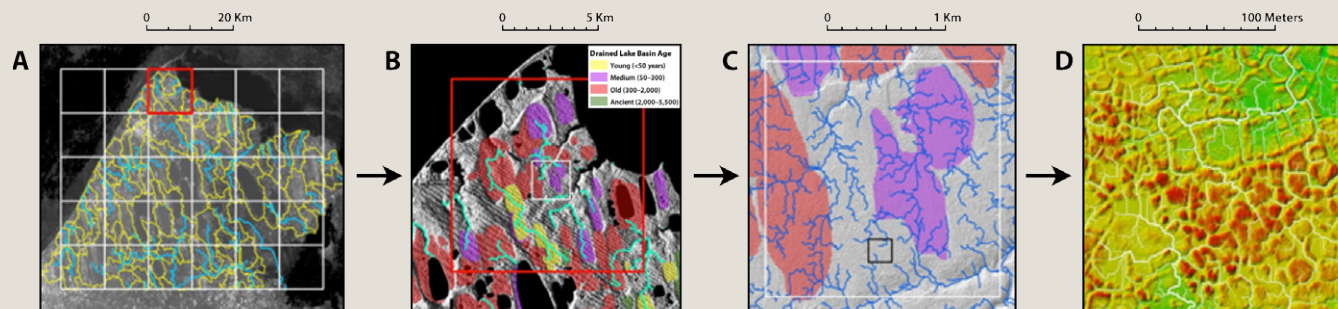 0 20 Km
0 5 Km
0 1 Km
0 100 Meters
A
B
C
D
Drained Lake Basin Age
Young (<50 years)
Medium (50–300)
Old (300–2,000)
Ancient (2,000–5,500)